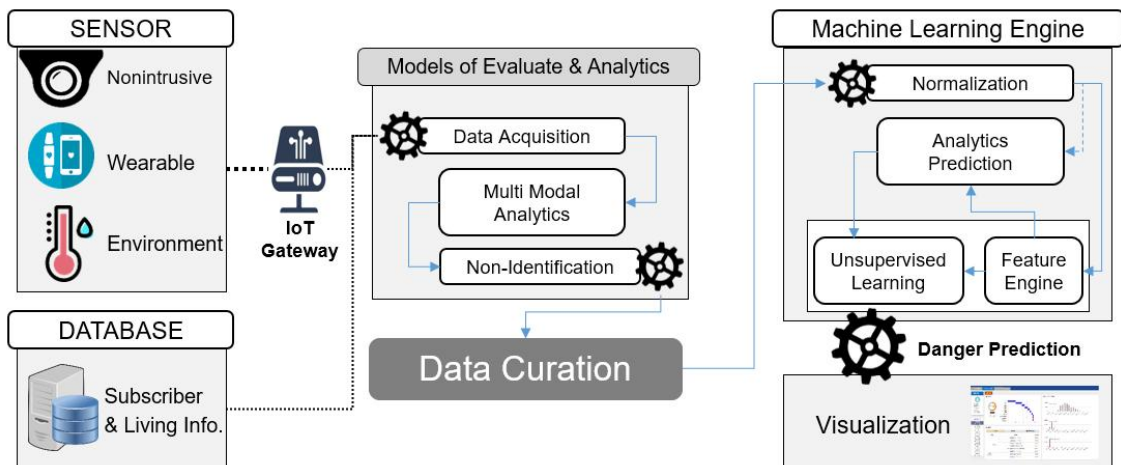 SENSOR
Nonintrusive
Wearable
Environment
DATABASE
Subscriber
& Living Info.
IoT
Gateway
Models of Evaluate & Analytics
Data Acquisition
Multi Modal
Analytics
Non-Identification
Data Curation
Machine Learning Engine
Normalization
Analytics
Prediction
Unsupervised
Learning
Feature
Engine
Danger Prediction
Visualization